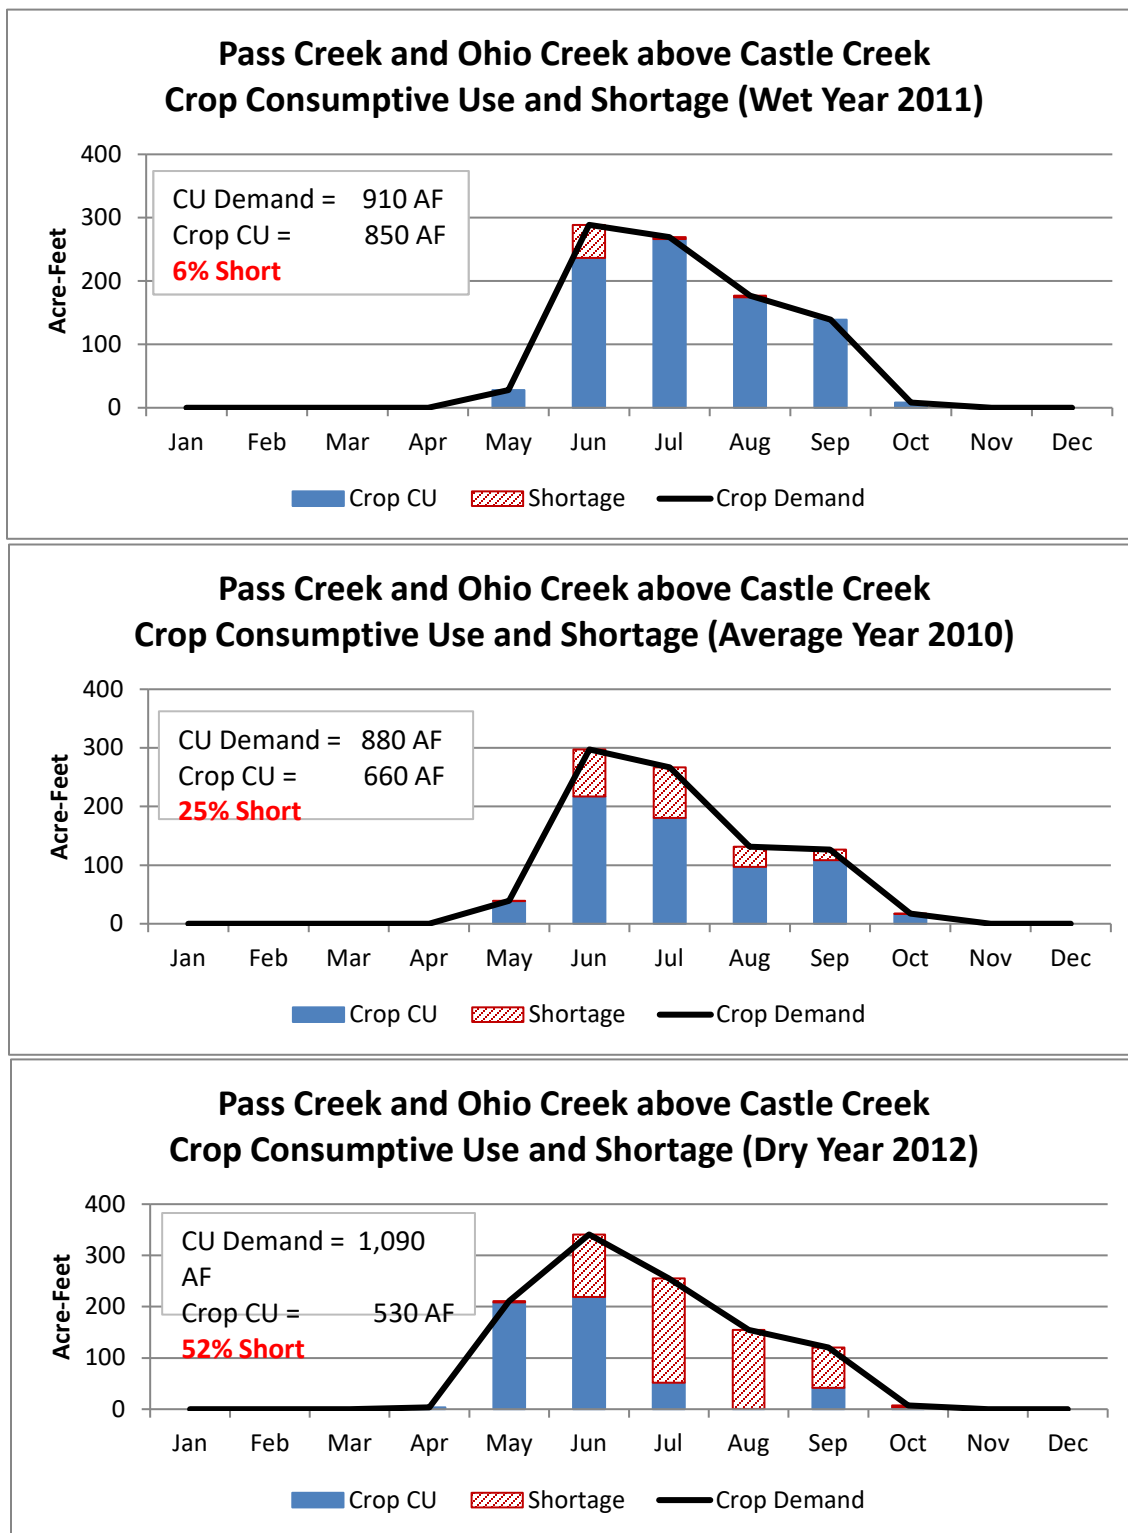 Pass Creek and Ohio Creek above Castle Creek
Crop Consumptive Use and Shortage (Wet Year 2011)
400
300
200
100
0
Acre-Feet
CU Demand = 910 AF
Crop CU = 850 AF
6% Short
Jan Feb Mar Apr May Jun Jul Aug Sep Oct Nov Dec
Crop CU Shortage Crop Demand
Pass Creek and Ohio Creek above Castle Creek
Crop Consumptive Use and Shortage (Average Year 2010)
400
300
200
100
0
Acre-Feet
CU Demand = 880 AF
Crop CU = 660 AF
25% Short
Jan Feb Mar Apr May Jun Jul Aug Sep Oct Nov Dec
Crop CU Shortage Crop Demand
Pass Creek and Ohio Creek above Castle Creek
Crop Consumptive Use and Shortage (Dry Year 2012)
400
300
200
100
0
Acre-Feet
CU Demand = 1,090
AF
Crop CU = 530 AF
52% Short
Jan Feb Mar Apr May Jun Jul Aug Sep Oct Nov Dec
Crop CU Shortage Crop Demand